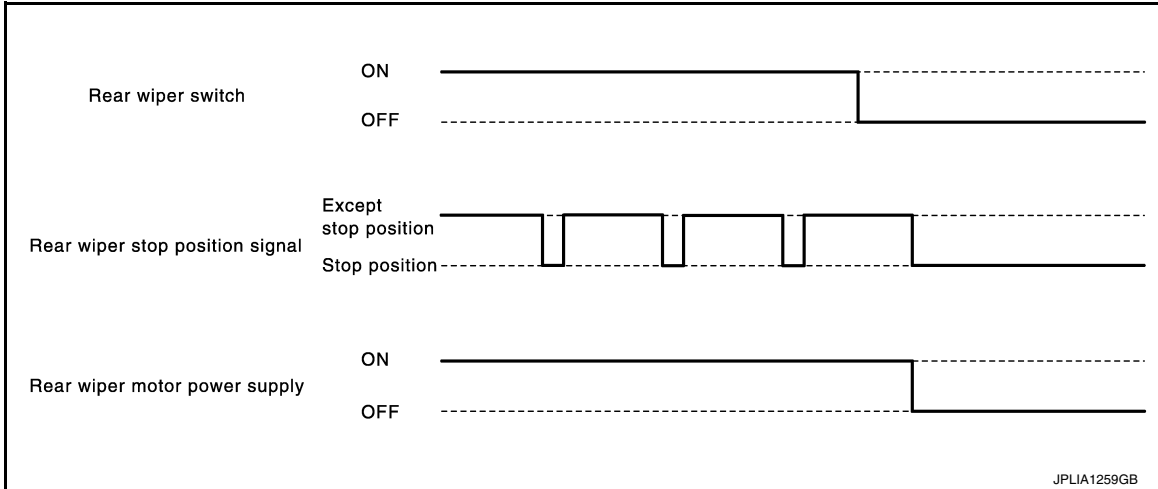 ON
Rear wiper switch
OFF
Except
stop position
Rear wiper stop position signal
Stop position
ON
Rear wiper motor power supply
OFF
JPLIA1259GB